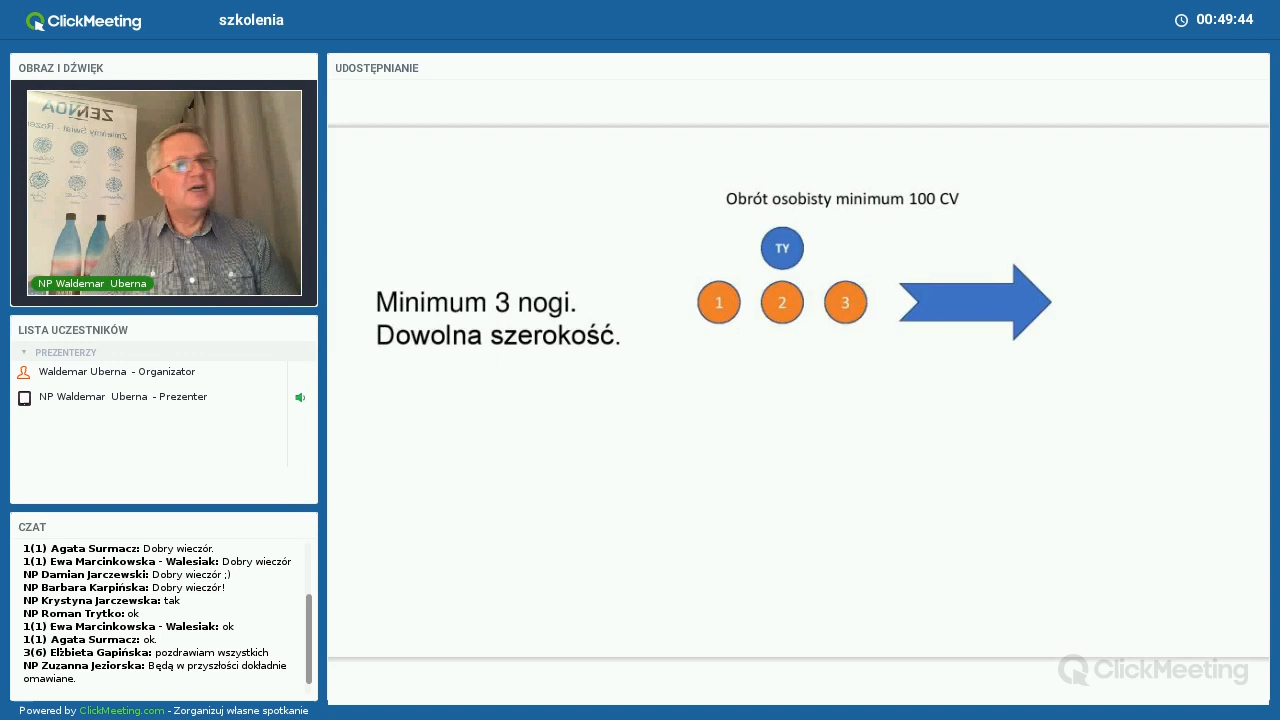 ClickMeeting
szkolenia
00:49:44
OBRAZ I DŹWIĘK
ZENNOA
Zmieniamy Świat - Razem
NP Waldemar Uberna
LISTA UCZESTNIKÓW
PREZENTERZY
Waldemar Uberna - Organizator
NP Waldemar Uberna - Prezenter
CZAT
1(1) Agata Surmacz: Dobry wieczór.
1(1) Ewa Marcinkowska - Walesiak: Dobry wieczór
NP Damian Jarczewski: Dobry wieczór ;)
NP Barbara Karpińska: Dobry wieczór!
NP Krystyna Jarczewska: tak
NP Roman Trytko: ok
1(1) Ewa Marcinkowska - Walesiak: ok
1(1) Agata Surmacz: ok.
3(6) Elżbieta Gapińska: pozdrawiam wszystkich
NP Zuzanna Jeziorska: Będą w przyszłości dokładnie
omawiane.
Powered by ClickMeeting.com - Zorganizuj własne spotkanie
UDOSTĘPNIANIE
Obrót osobisty minimum 100 CV
TY
1 2 3
Minimum 3 nogi.
Dowolna szerokość.
ClickMeeting